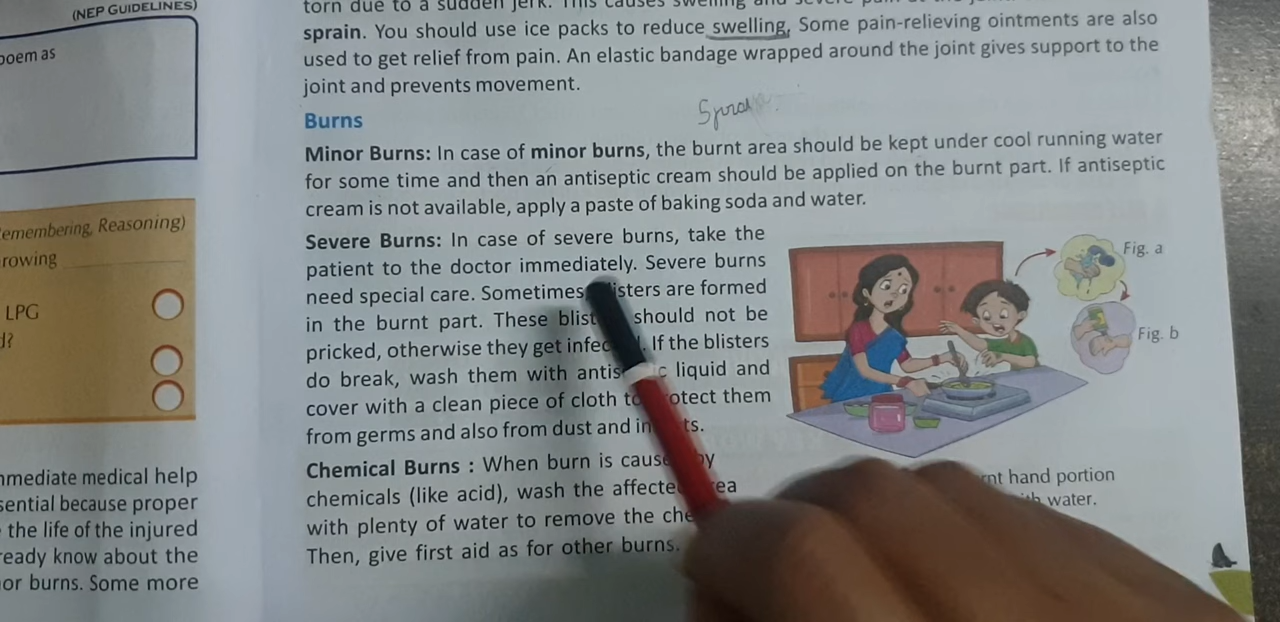 (NEP GUIDELINES)
poem as
emembering, Reasoning)
rowing
LPG
d?
mmediate medical help
sential because proper
the life of the injured
ready know about the
or burns. Some more
torn due to a sudden jerk. This causes swelling and severe pain at the
sprain. You should use ice packs to reduce swelling. Some pain-relieving ointments are also
used to get relief from pain. An elastic bandage wrapped around the joint gives support to the
joint and prevents movement.
Burns
Minor Burns: In case of minor burns, the burnt area should be kept under cool running water
for some time and then an antiseptic cream should be applied on the burnt part. If antiseptic
cream is not available, apply a paste of baking soda and water.
Severe Burns: In case of severe burns, take the
patient to the doctor immediately. Severe burns
need special care. Sometimes are formed
in the burnt part. These should not be
pricked, otherwise they get If the blisters
do break, wash them with liquid and
cover with a clean piece of cloth them
from germs and also from dust and
Chemical Burns : When burn is by
chemicals (like acid), wash the
with plenty of water to remove the
Then, give first aid as for other burns.
Fig. a
Fig. b
hand portion
water.